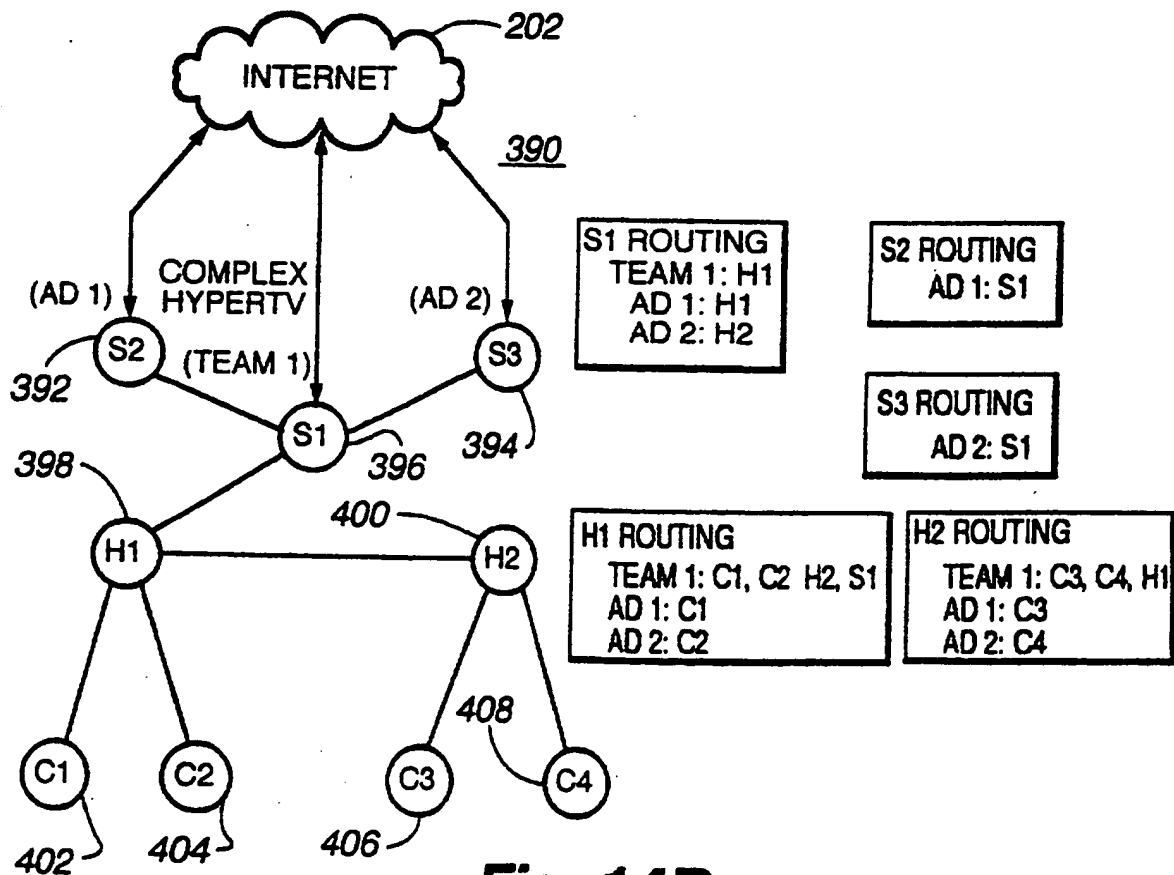 202
INTERNET
390
COMPLEX
HYPERTV
(AD 1)
(AD 2)
(TEAM 1)
S2
S3
S1
392
394
396
398
400
H1
H2
C1
C2
C3
C4
402
404
406
408
S1 ROUTING
TEAM 1: H1
AD 1: H1
AD 2: H2
S2 ROUTING
AD 1: S1
S3 ROUTING
AD 2: S1
H1 ROUTING
TEAM 1: C1, C2 H2, S1
AD 1: C1
AD 2: C2
H2 ROUTING
TEAM 1: C3, C4, H1
AD 1: C3
AD 2: C4